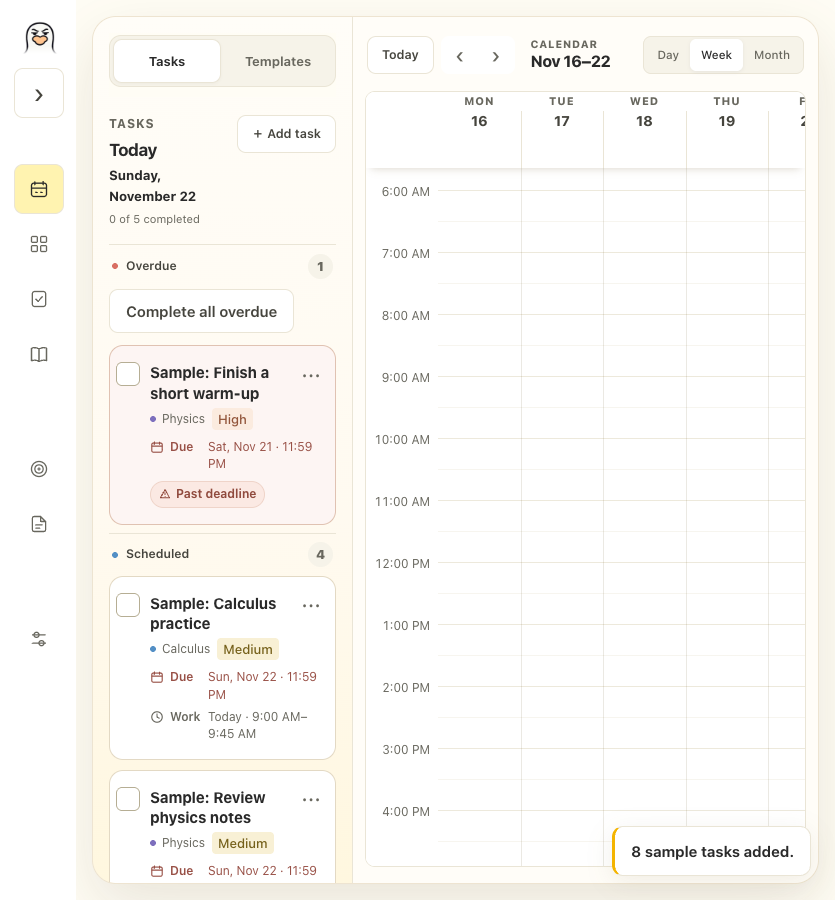 Tasks
Templates
TASKS
Today
Sunday,
November 22
0 of 5 completed
+ Add task
Overdue
1
Complete all overdue
Sample: Finish a
short warm-up
Physics
High
Due
Sat, Nov 21 · 11:59
PM
Past deadline
Scheduled
4
Sample: Calculus
practice
Calculus
Medium
Due
Sun, Nov 22 · 11:59
PM
Work
Today · 9:00 AM–
9:45 AM
Sample: Review
physics notes
Physics
Medium
Due
Sun, Nov 22 · 11:59
Today
CALENDAR
Nov 16–22
Day
Week
Month
MON
16
TUE
17
WED
18
THU
19
6:00 AM
7:00 AM
8:00 AM
9:00 AM
10:00 AM
11:00 AM
12:00 PM
1:00 PM
2:00 PM
3:00 PM
4:00 PM
8 sample tasks added.